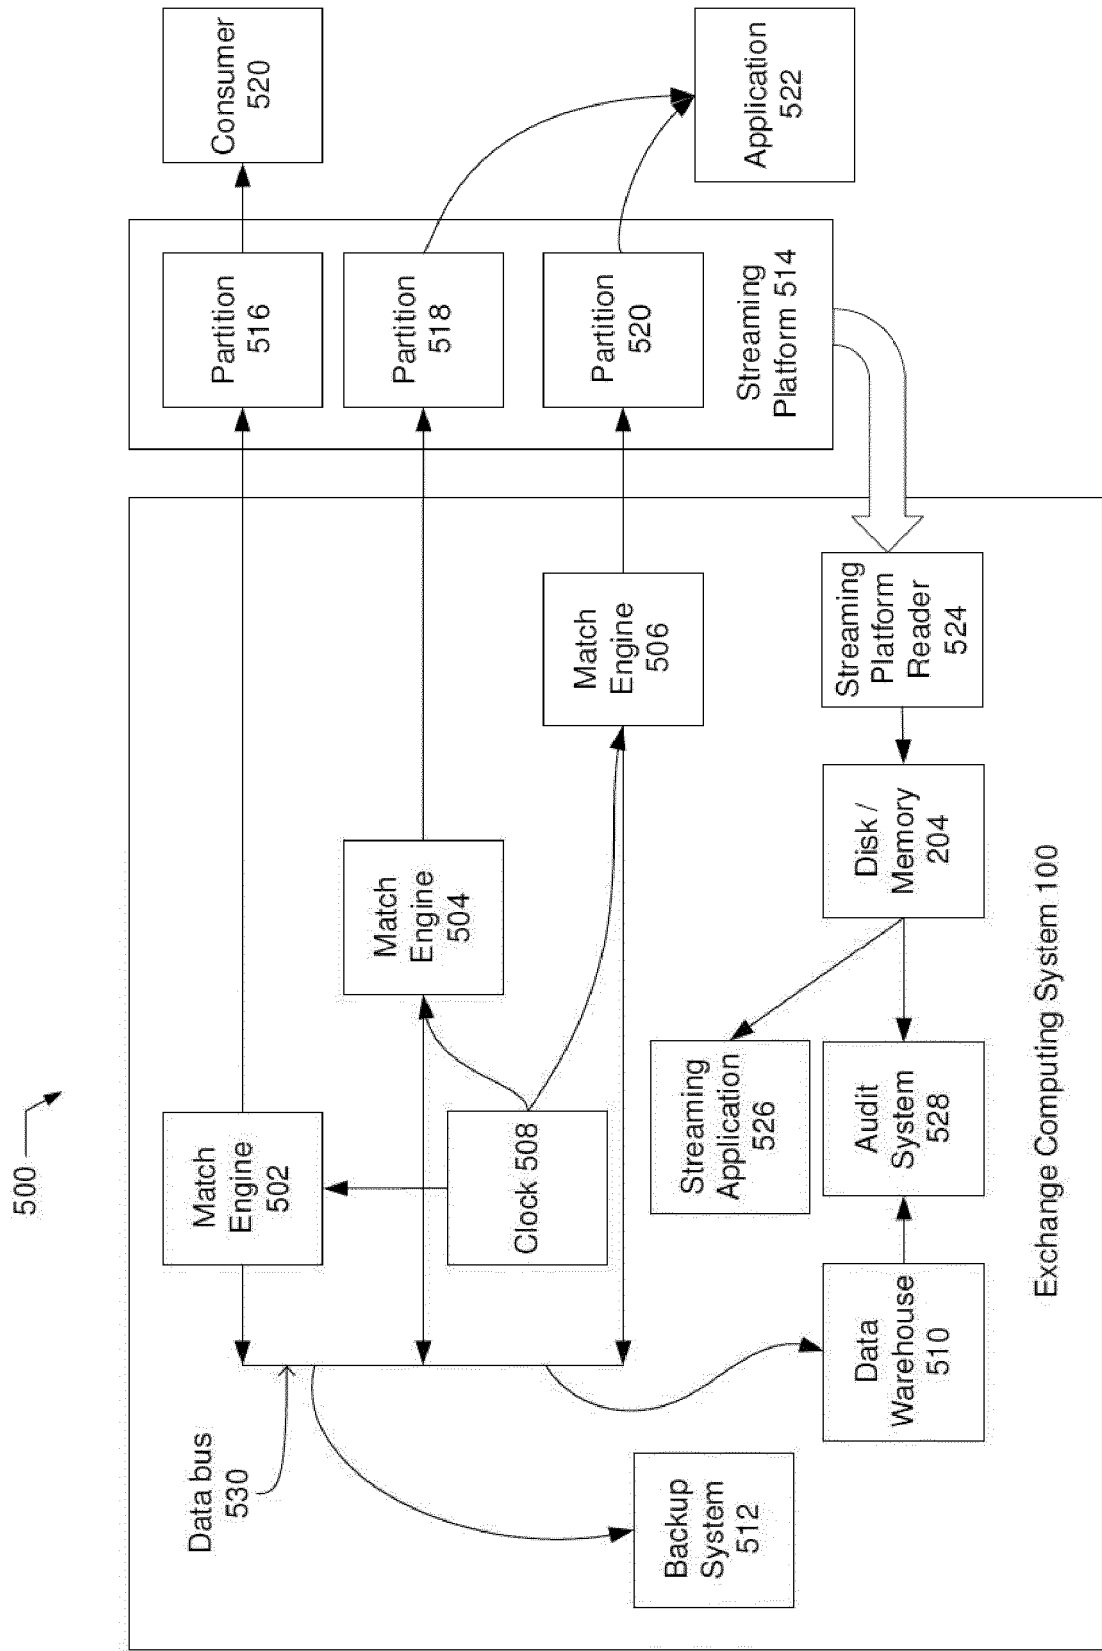 500
Data bus
530
Match
Engine
502
Match
Engine
504
Match
Engine
506
Clock 508
Backup
System
512
Data
Warehouse
510
Streaming
Application
526
Audit
System
528
Disk /
Memory
204
Streaming
Platform
Reader
524
Exchange Computing System 100
Partition
516
Partition
518
Partition
520
Streaming
Platform 514
Consumer
520
Application
522